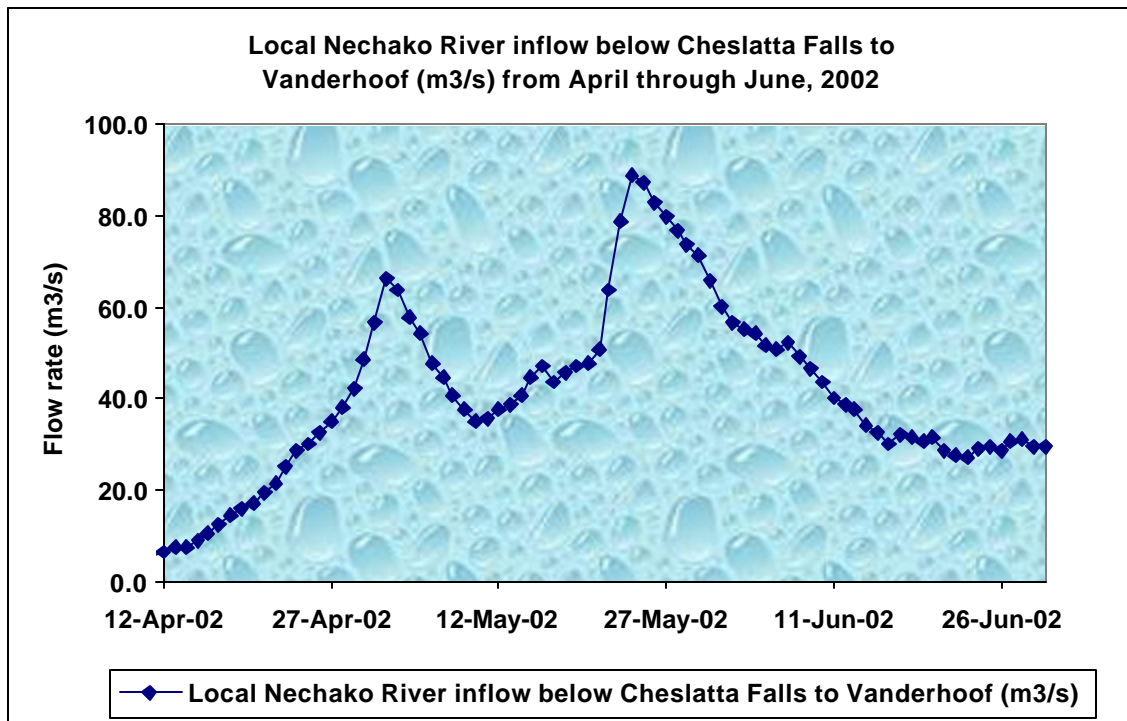 Local Nechako River inflow below Cheslatta Falls to
Vanderhoof (m3/s) from April through June, 2002
100.0
80.0
60.0
40.0
20.0
0.0
Flow rate (m3/s)
12-Apr-02 27-Apr-02 12-May-02 27-May-02 11-Jun-02 26-Jun-02
Local Nechako River inflow below Cheslatta Falls to Vanderhoof (m3/s)